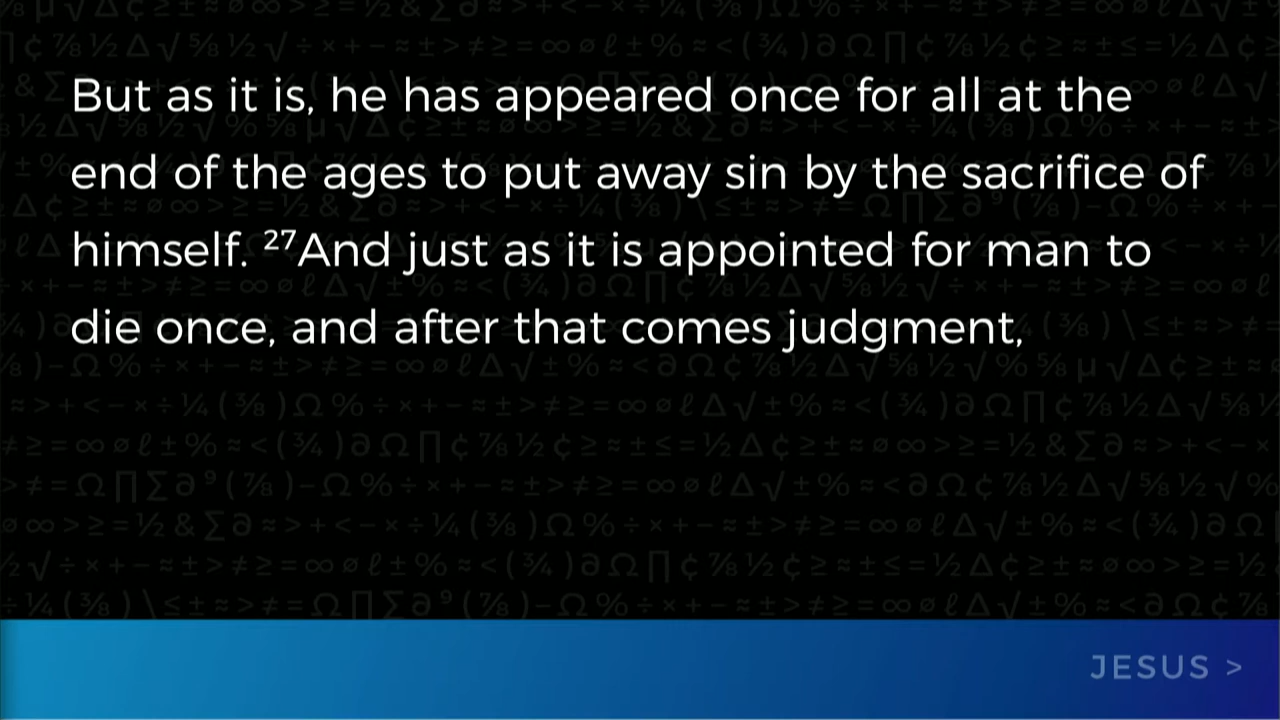 But as it is, he has appeared once for all at the
end of the ages to put away sin by the sacrifice of
himself. ²⁷And just as it is appointed for man to
die once, and after that comes judgment,
JESUS >